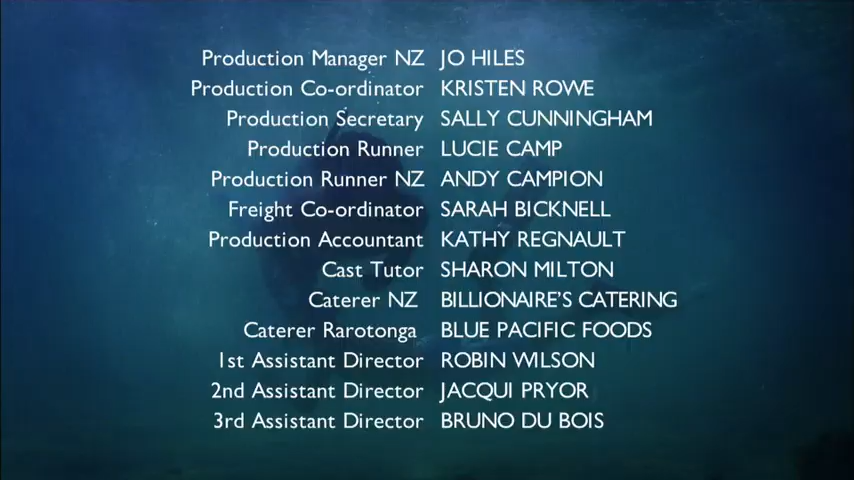 Production Manager NZ JO HILES
Production Co-ordinator KRISTEN ROWE
Production Secretary SALLY CUNNINGHAM
Production Runner LUCIE CAMP
Production Runner NZ ANDY CAMPION
Freight Co-ordinator SARAH BICKNELL
Production Accountant KATHY REGNAULT
Cast Tutor SHARON MILTON
Caterer NZ BILLIONAIRE'S CATERING
Caterer Rarotonga BLUE PACIFIC FOODS
1st Assistant Director ROBIN WILSON
2nd Assistant Director JACQUI PRYOR
3rd Assistant Director BRUNO DU BOIS